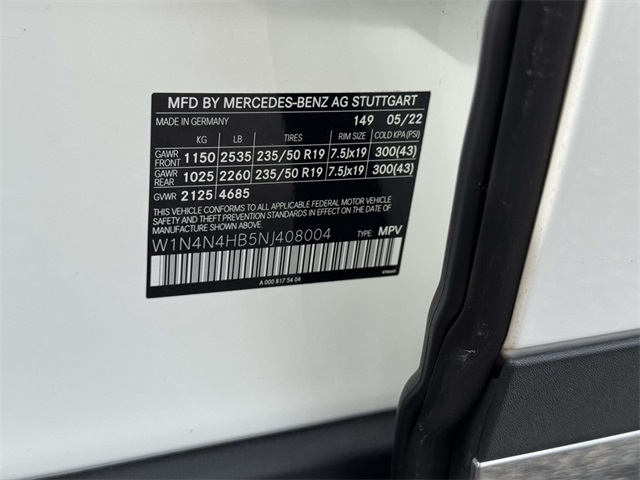 MFD BY MERCEDES-BENZ AG STUTTGART
MADE IN GERMANY 149 05/22
KG LB TIRES RIM SIZE COLD KPA (PSI)
GAWR FRONT 1150 2535 235/50 R19 7.5Jx19 300(43)
GAWR REAR 1025 2260 235/50 R19 7.5Jx19 300(43)
GVWR 2125 4685
THIS VEHICLE CONFORMS TO ALL APPLICABLE FEDERAL MOTOR VEHICLE
SAFETY AND THEFT PREVENTION STANDARDS IN EFFECT ON THE DATE OF
MANUFACTURE SHOWN ABOVE.
W1N4N4HB5NJ408004 TYPE: MPV
A 000 817 54 04